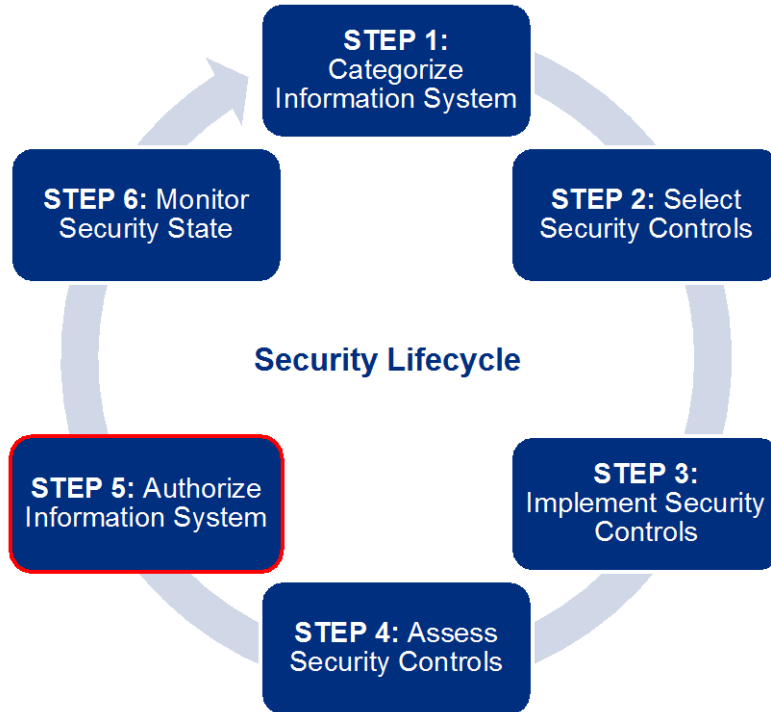 STEP 1:
Categorize
Information System
STEP 2: Select
Security Controls
STEP 3:
Implement Security
Controls
STEP 4: Assess
Security Controls
STEP 5: Authorize
Information System
STEP 6: Monitor
Security State
Security Lifecycle